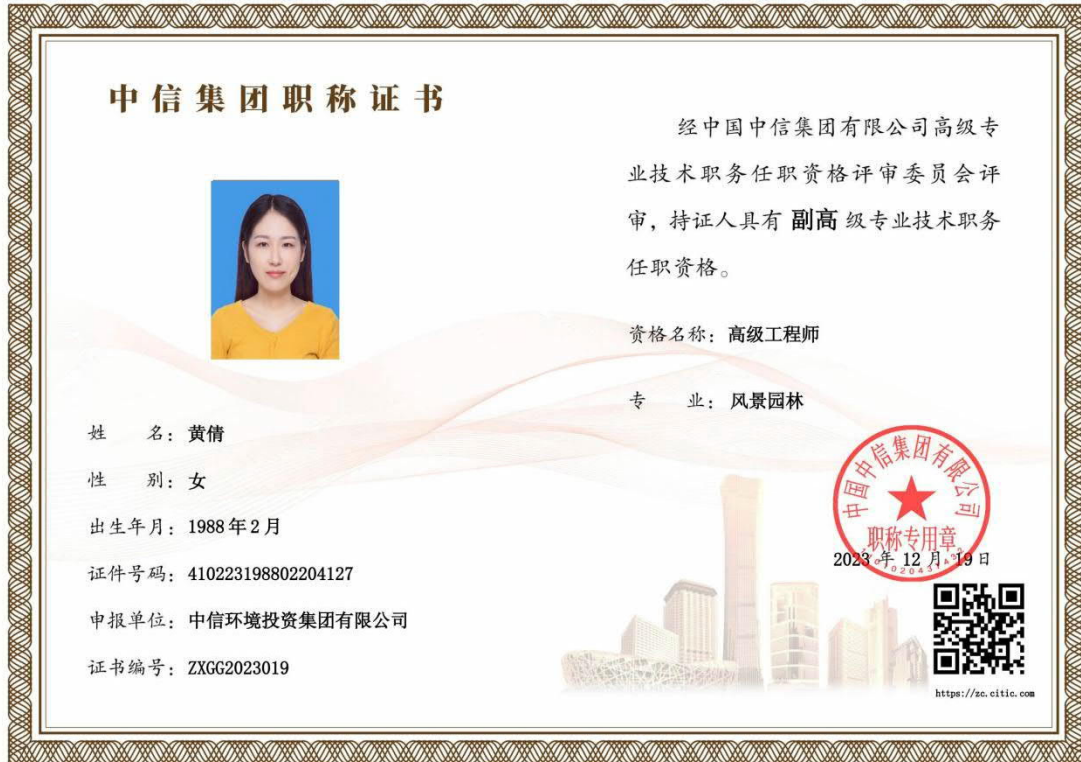 中信集团职称证书
经中国中信集团有限公司高级专
业技术职务任职资格评审委员会评
审，持证人具有 副高 级专业技术职务
任职资格。
资格名称：高级工程师
专 业：风景园林
姓 名：黄倩
性 别：女
出生年月：1988年2月
证件号码：410223198802204127
申报单位：中信环境投资集团有限公司
证书编号：ZXGG2023019
中国中信集团有限公司
职称专用章
2023年12月19日
https://zc.citic.com